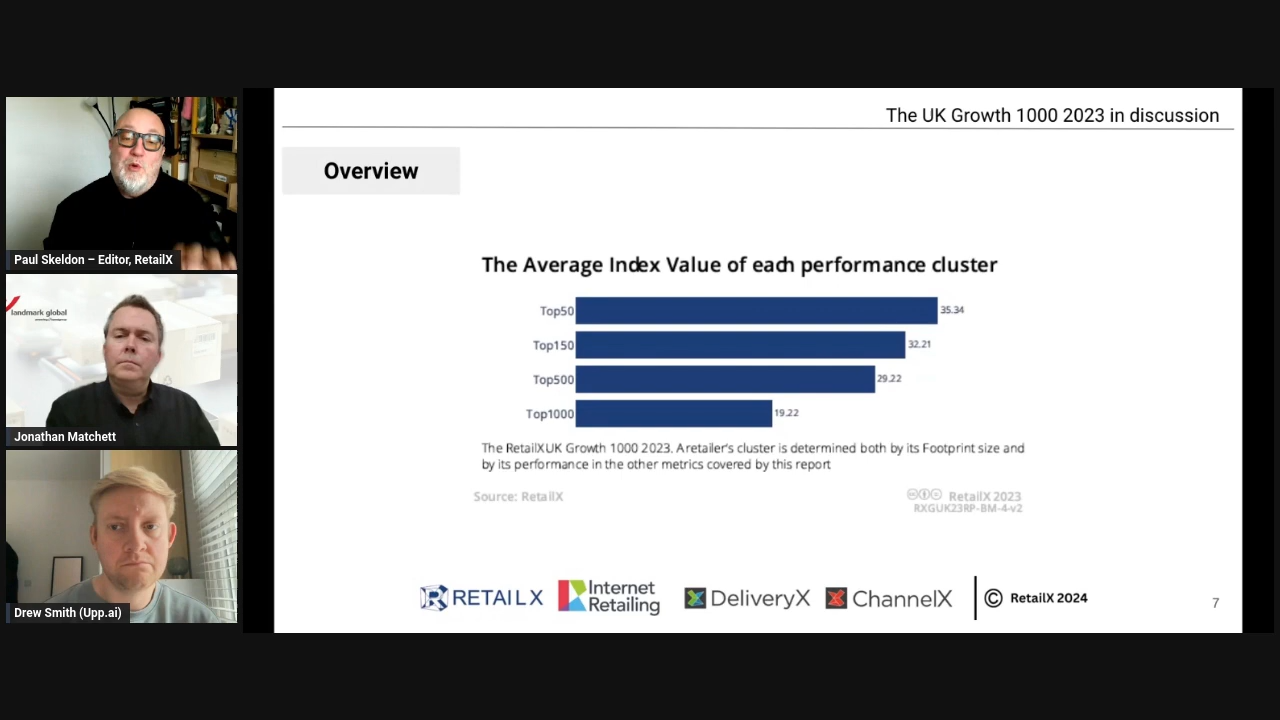 The UK Growth 1000 2023 in discussion
Overview
Paul Skeldon – Editor, RetailX
landmark global
Jonathan Matchett
Drew Smith (Upp.ai)
The Average Index Value of each performance cluster
Top50 35.34
Top150 32.21
Top500 29.22
Top1000 19.22
The RetailX UK Growth 1000 2023. A retailer's cluster is determined both by its Footprint size and
by its performance in the other metrics covered by this report
Source: RetailX
RetailX 2023
RXGUK23RP-BM-4-v2
RETAIL X
Internet
Retailing
DeliveryX
ChannelX
© RetailX 2024
7